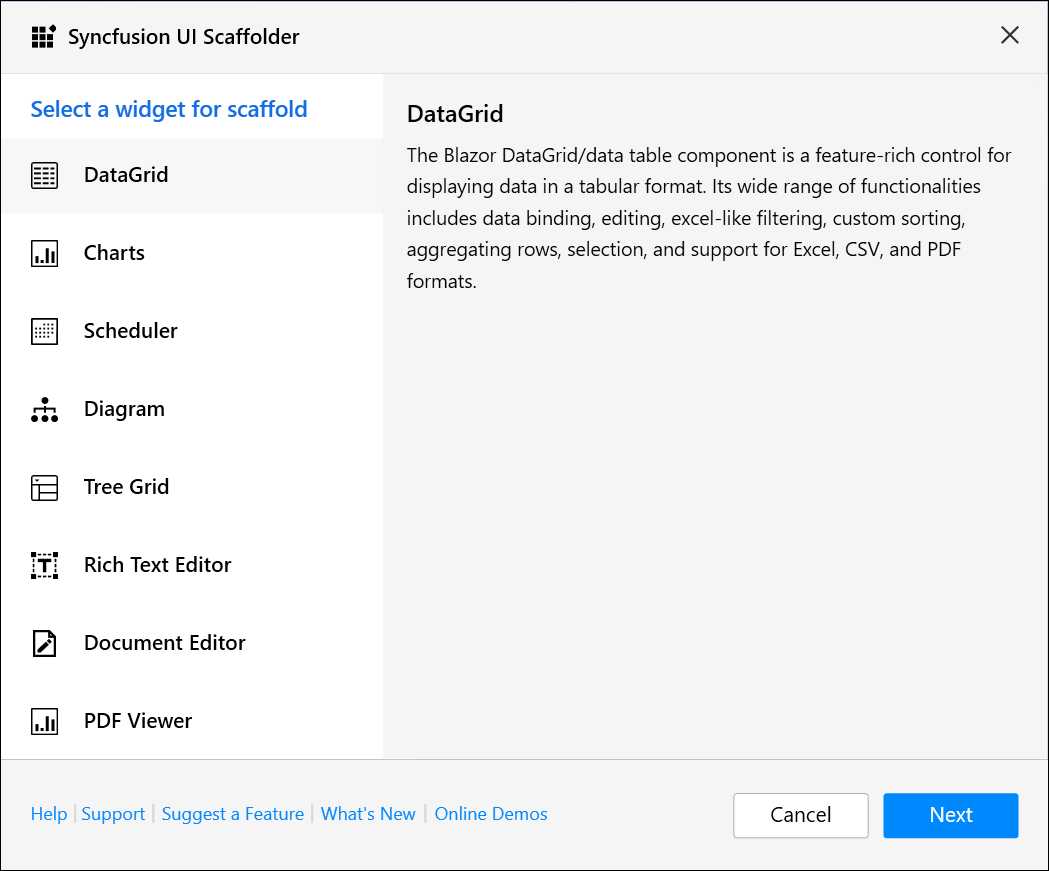 Syncfusion UI Scaffolder
Select a widget for scaffold
DataGrid
Charts
Scheduler
Diagram
Tree Grid
Rich Text Editor
Document Editor
PDF Viewer
DataGrid
The Blazor DataGrid/data table component is a feature-rich control for
displaying data in a tabular format. Its wide range of functionalities
includes data binding, editing, excel-like filtering, custom sorting,
aggregating rows, selection, and support for Excel, CSV, and PDF
formats.
Help | Support | Suggest a Feature | What's New | Online Demos
Cancel
Next